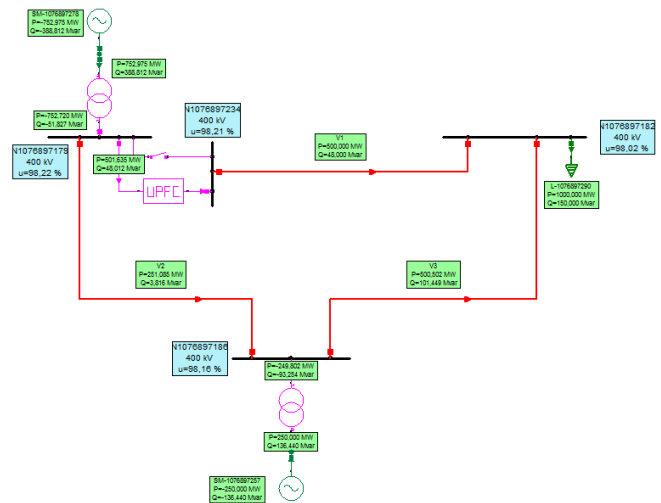 SM-1076897278
P=-752,975 MW
Q=-388,812 Mvar
P=752,975 MW
Q=388,812 Mvar
P=-752,720 MW
Q=-51,827 Mvar
N1076897234
400 kV
u=98,21 %
V1
P=500,000 MW
Q=48,000 Mvar
N1076897182
400 kV
u=98,02 %
N1076897179
400 kV
u=98,22 %
P=501,635 MW
Q=48,012 Mvar
UPFC
L-1076897290
P=1000,000 MW
Q=150,000 Mvar
V2
P=251,085 MW
Q=3,816 Mvar
V3
P=500,502 MW
Q=101,449 Mvar
N1076897186
400 kV
u=98,16 %
P=-249,802 MW
Q=-93,254 Mvar
P=250,000 MW
Q=136,440 Mvar
SM-1076897257
P=-250,000 MW
Q=-136,440 Mvar